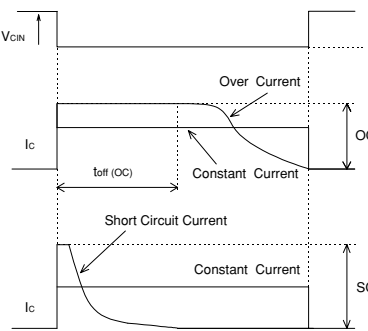 VCIN
Over Current
OC
IC
toff (OC)
Constant Current
Short Circuit Current
Constant Current
SC
IC